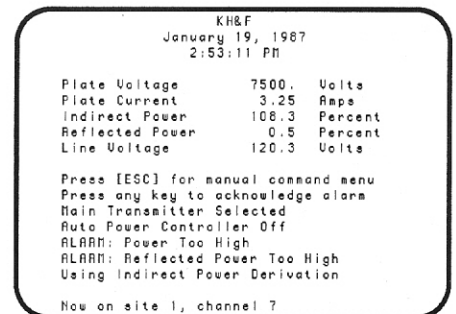 KH&F
January 19, 1987
2:53:11 PM
Plate Voltage 7500. Volts
Plate Current 3.25 Amps
Indirect Power 108.3 Percent
Reflected Power 0.5 Percent
Line Voltage 120.3 Volts
Press [ESC] for manual command menu
Press any key to acknowledge alarm
Main Transmitter Selected
Auto Power Controller Off
ALARM: Power Too High
ALARM: Reflected Power Too High
Using Indirect Power Derivation
Now on site 1, channel 7